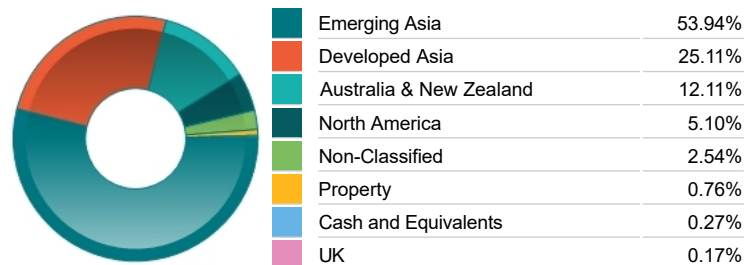 Emerging Asia 53.94%
Developed Asia 25.11%
Australia & New Zealand 12.11%
North America 5.10%
Non-Classified 2.54%
Property 0.76%
Cash and Equivalents 0.27%
UK 0.17%